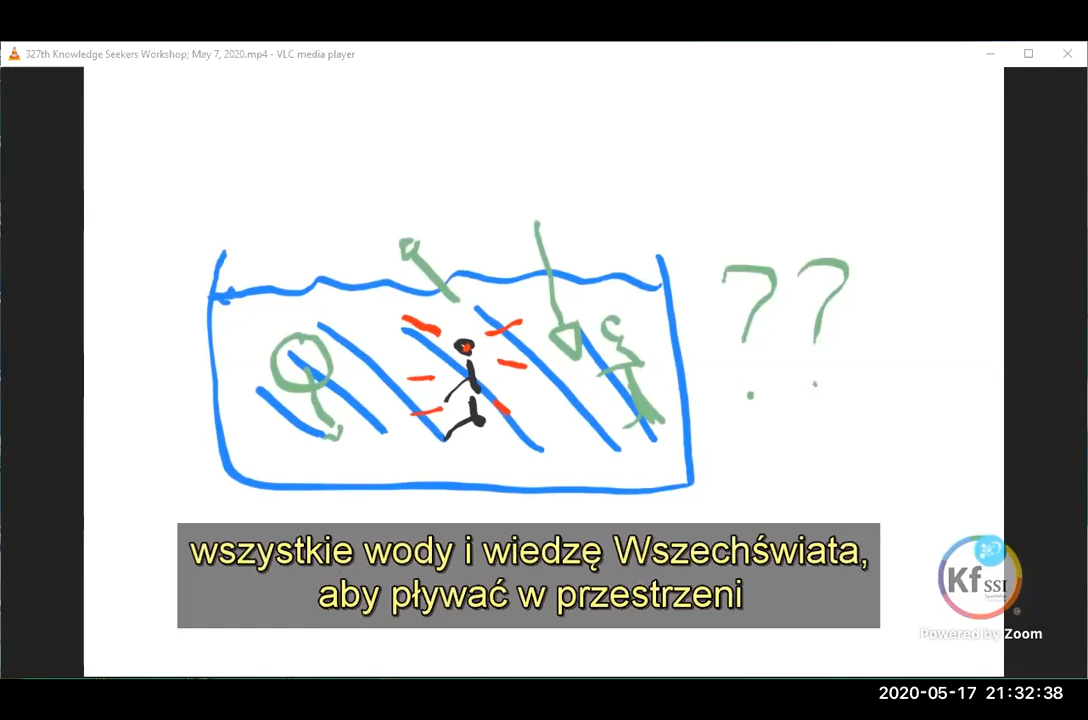 327th Knowledge Seekers Workshop; May 7, 2020.mp4 - VLC media player
??
wszystkie wody i wiedzę Wszechświata,
aby pływać w przestrzeni
Kf SSI
Powered by Zoom
2020-05-17 21:32:38